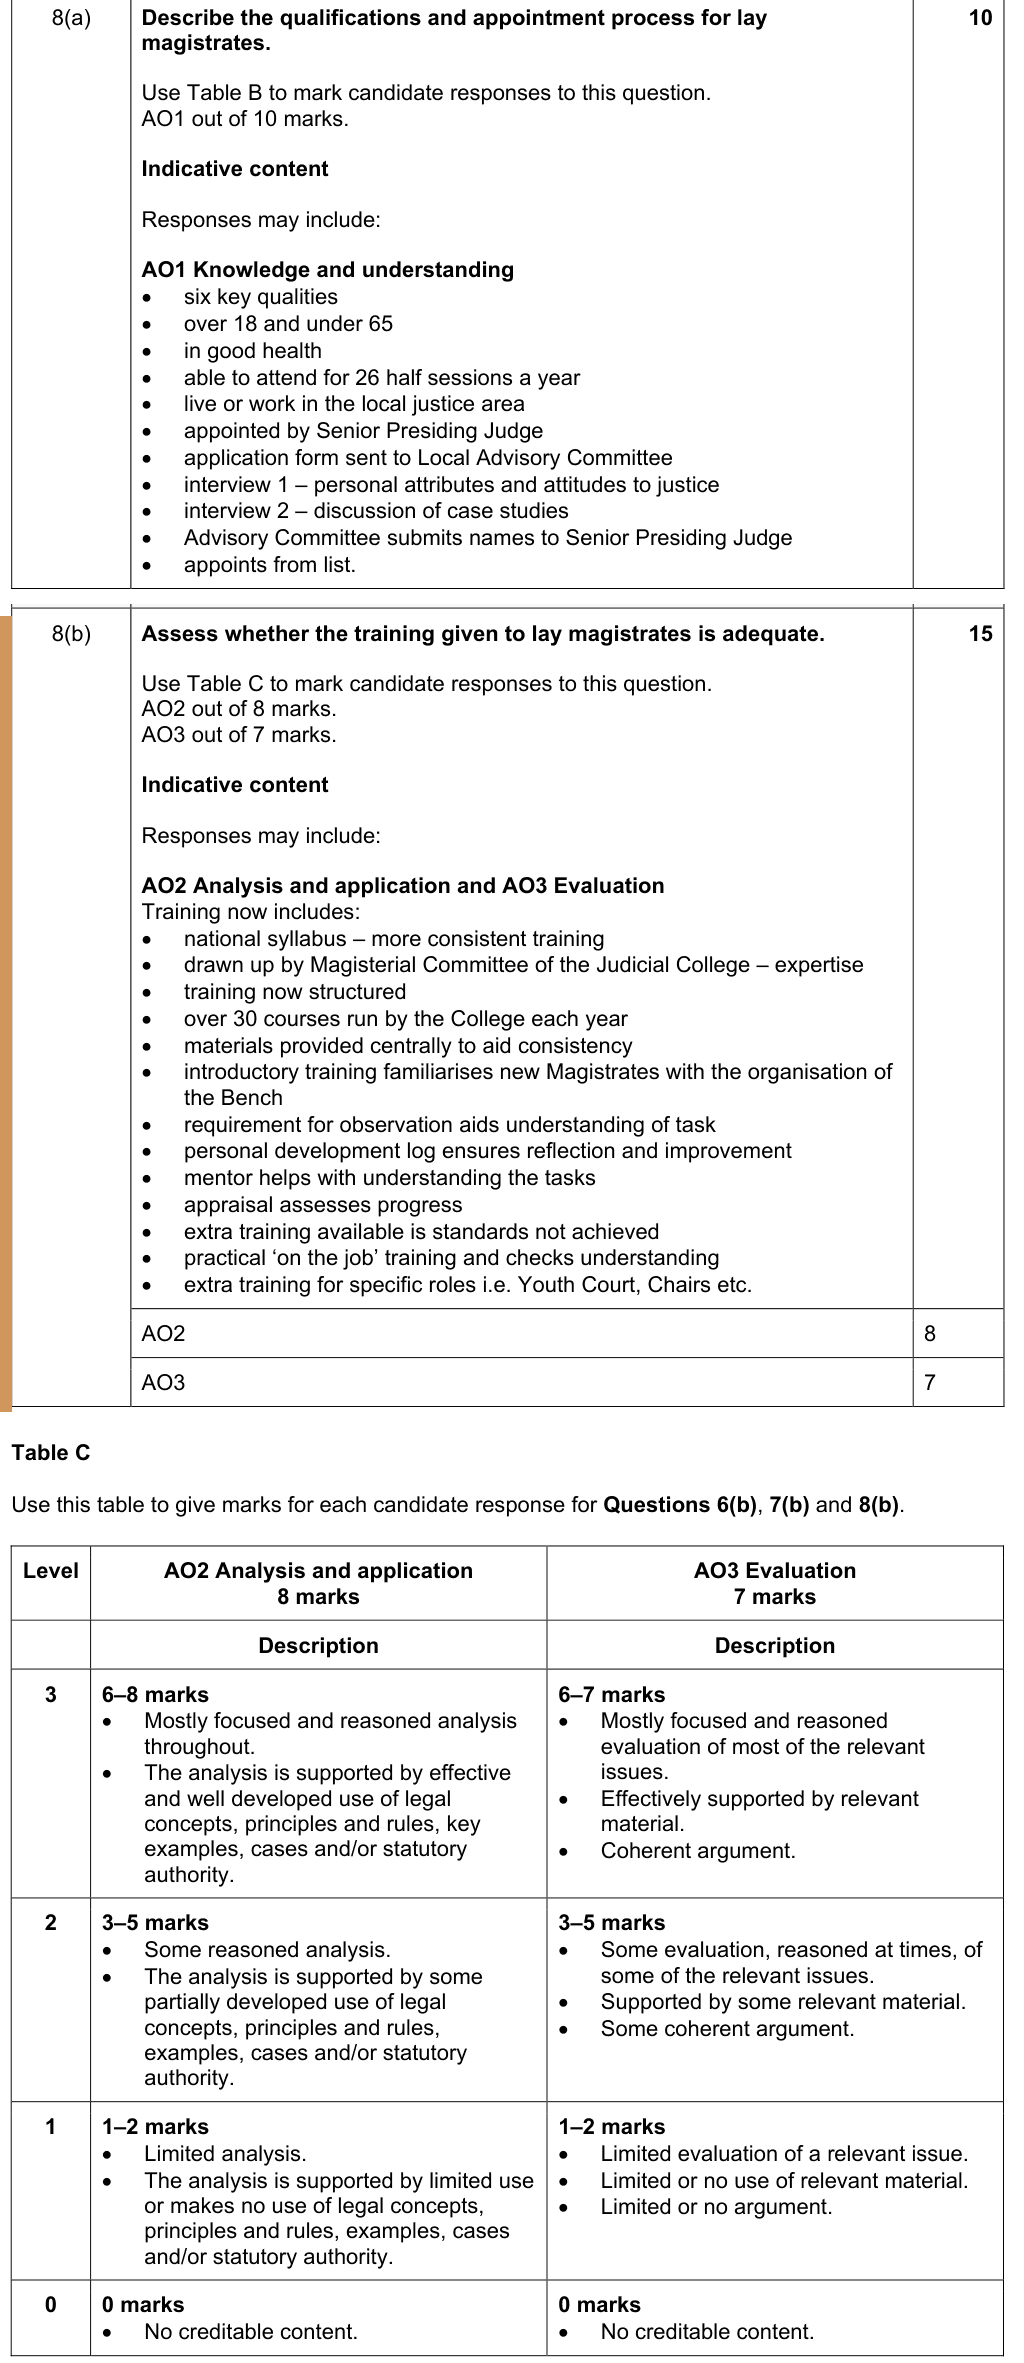 8(a)
Describe the qualifications and appointment process for lay
magistrates.
10
Use Table B to mark candidate responses to this question.
AO1 out of 10 marks.
Indicative content
Responses may include:
AO1 Knowledge and understanding
• six key qualities
• over 18 and under 65
• in good health
• able to attend for 26 half sessions a year
• live or work in the local justice area
• appointed by Senior Presiding Judge
• application form sent to Local Advisory Committee
• interview 1 – personal attributes and attitudes to justice
• interview 2 – discussion of case studies
• Advisory Committee submits names to Senior Presiding Judge
• appoints from list.
8(b)
Assess whether the training given to lay magistrates is adequate.
15
Use Table C to mark candidate responses to this question.
AO2 out of 8 marks.
AO3 out of 7 marks.
Indicative content
Responses may include:
AO2 Analysis and application and AO3 Evaluation
Training now includes:
• national syllabus – more consistent training
• drawn up by Magisterial Committee of the Judicial College – expertise
• training now structured
• over 30 courses run by the College each year
• materials provided centrally to aid consistency
• introductory training familiarises new Magistrates with the organisation of
the Bench
• requirement for observation aids understanding of task
• personal development log ensures reflection and improvement
• mentor helps with understanding the tasks
• appraisal assesses progress
• extra training available is standards not achieved
• practical ‘on the job’ training and checks understanding
• extra training for specific roles i.e. Youth Court, Chairs etc.
AO2
8
AO3
7
Table C
Use this table to give marks for each candidate response for Questions 6(b), 7(b) and 8(b).
Level
AO2 Analysis and application
8 marks
AO3 Evaluation
7 marks
Description
Description
3
6–8 marks
• Mostly focused and reasoned analysis
throughout.
• The analysis is supported by effective
and well developed use of legal
concepts, principles and rules, key
examples, cases and/or statutory
authority.
6–7 marks
• Mostly focused and reasoned
evaluation of most of the relevant
issues.
• Effectively supported by relevant
material.
• Coherent argument.
2
3–5 marks
• Some reasoned analysis.
• The analysis is supported by some
partially developed use of legal
concepts, principles and rules,
examples, cases and/or statutory
authority.
3–5 marks
• Some evaluation, reasoned at times, of
some of the relevant issues.
• Supported by some relevant material.
• Some coherent argument.
1
1–2 marks
• Limited analysis.
• The analysis is supported by limited use
or makes no use of legal concepts,
principles and rules, examples, cases
and/or statutory authority.
1–2 marks
• Limited evaluation of a relevant issue.
• Limited or no use of relevant material.
• Limited or no argument.
0
0 marks
• No creditable content.
0 marks
• No creditable content.